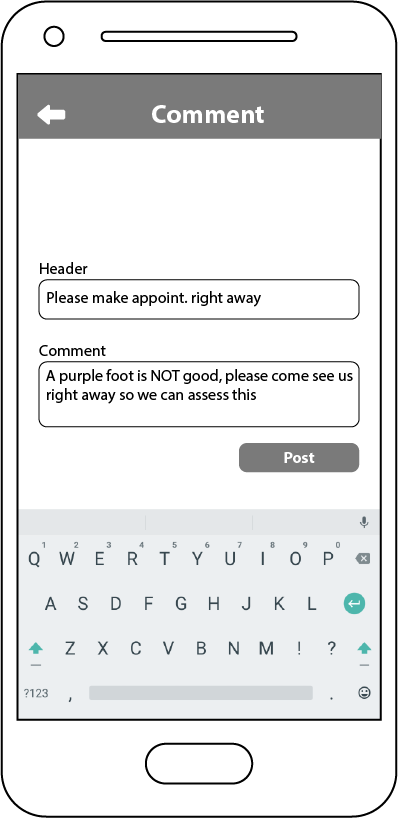 Comment
Header
Please make appoint. right away
Comment
A purple foot is NOT good, please come see us
right away so we can assess this
Post
1 2 3 4 5 6 7 8 9 0
Q W E R T Y U I O P
A S D F G H J K L
Z X C V B N M ! ?
?123 , .